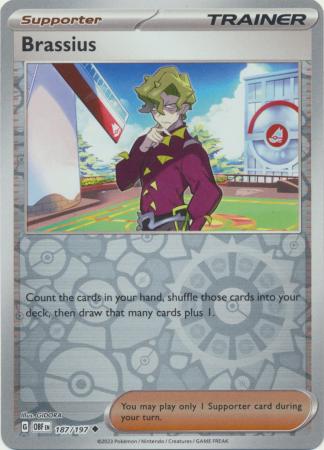 Supporter
TRAINER
Brassius
Count the cards in your hand, shuffle those cards into
your deck, then draw that many cards plus 1.
Illus. GIDORA
G OBF EN 187/197 ◆
You may play only 1 Supporter card during
your turn.
©2023 Pokémon / Nintendo / Creatures / GAME FREAK